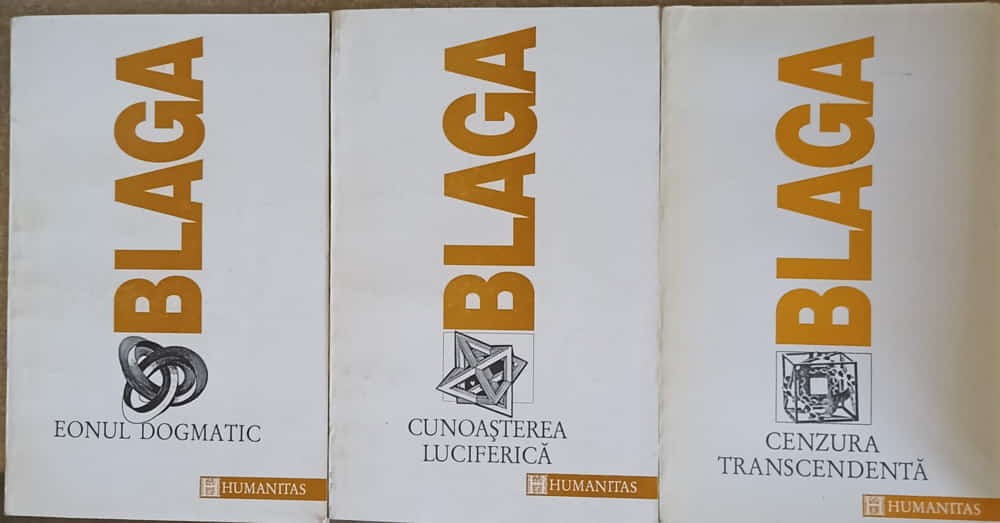 BLAGA
EONUL DOGMATIC
HUMANITAS
BLAGA
CUNOAŞTEREA
LUCIFERICĂ
HUMANITAS
BLAGA
CENZURA
TRANSCENDENTĂ
HUMANITAS